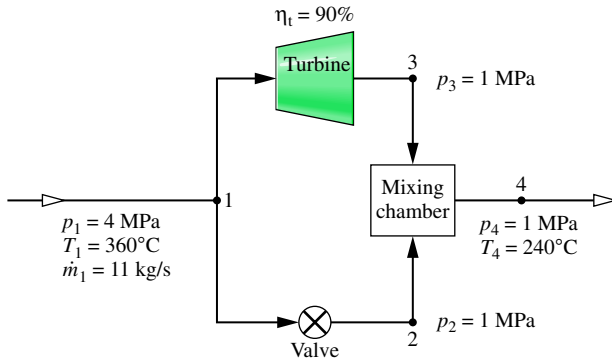 ηt = 90%
Turbine
3
p3 = 1 MPa
1
Mixing
chamber
4
p1 = 4 MPa
T1 = 360°C
ṁ1 = 11 kg/s
p4 = 1 MPa
T4 = 240°C
2
p2 = 1 MPa
Valve